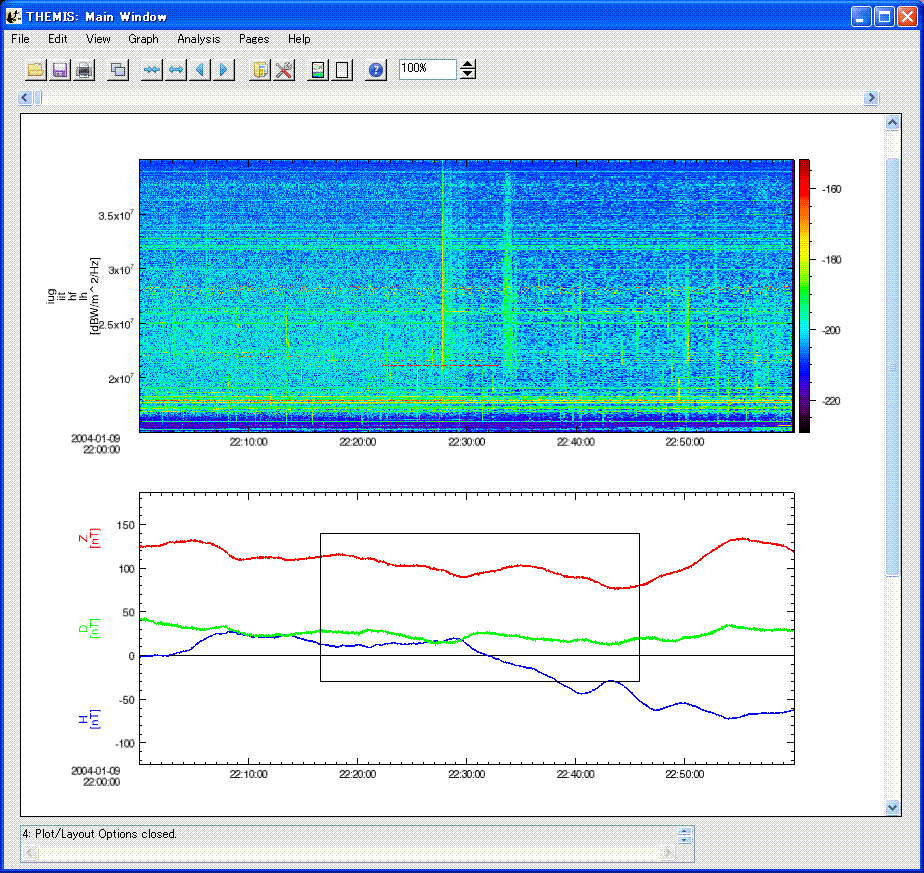 THEMIS: Main Window
File Edit View Graph Analysis Pages Help
100%
3.5x10^7
3x10^7
2.5x10^7
2x10^7
iug
iit
hf
lh
[dBW/m^2/Hz]
-160
-180
-200
-220
2004-01-09
22:00:00
22:10:00 22:20:00 22:30:00 22:40:00 22:50:00
Z
[nT]
D
[nT]
H
[nT]
150
100
50
0
-50
-100
2004-01-09
22:00:00
22:10:00 22:20:00 22:30:00 22:40:00 22:50:00
4: Plot/Layout Options closed.